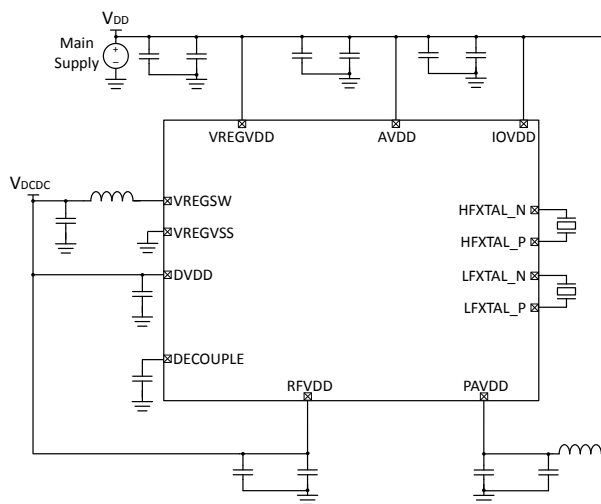 VDD
Main
Supply
+
−
VREGVDD
AVDD
IOVDD
VDCDC
VREGSW
HFXTAL_N
VREGVSS
HFXTAL_P
DVDD
LFXTAL_N
LFXTAL_P
DECOUPLE
RFVDD
PAVDD